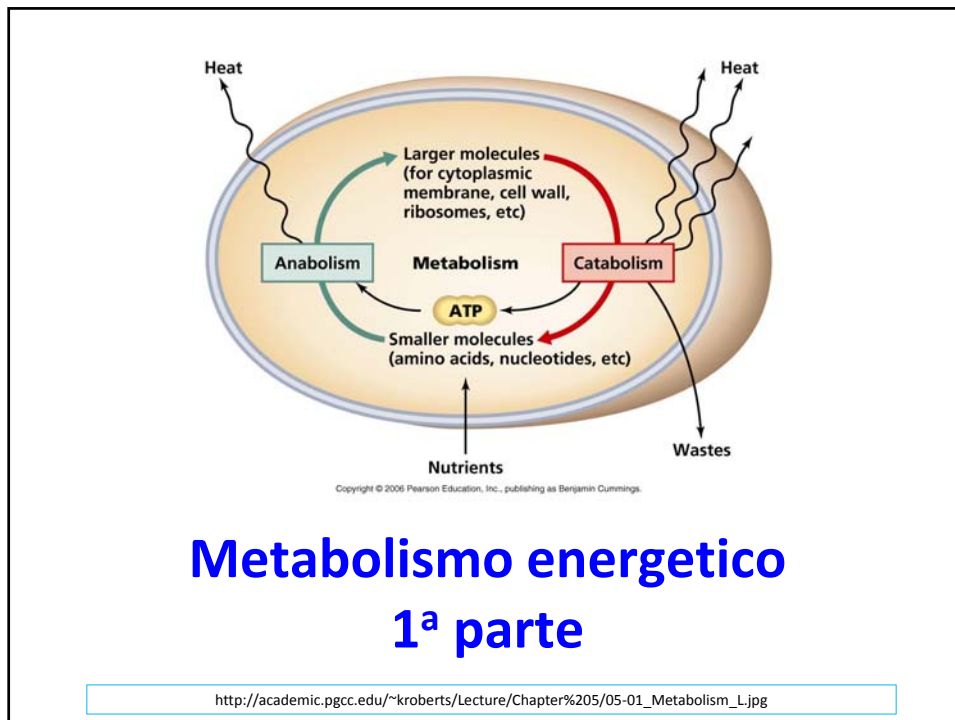 Heat
Heat
Larger molecules
(for cytoplasmic
membrane, cell wall,
ribosomes, etc)
Anabolism
Metabolism
Catabolism
ATP
Smaller molecules
(amino acids, nucleotides, etc)
Wastes
Nutrients
Copyright © 2006 Pearson Education, Inc., publishing as Benjamin Cummings.
Metabolismo energetico
1ª parte
http://academic.pgcc.edu/~kroberts/Lecture/Chapter%205/05-01_Metabolism_L.jpg